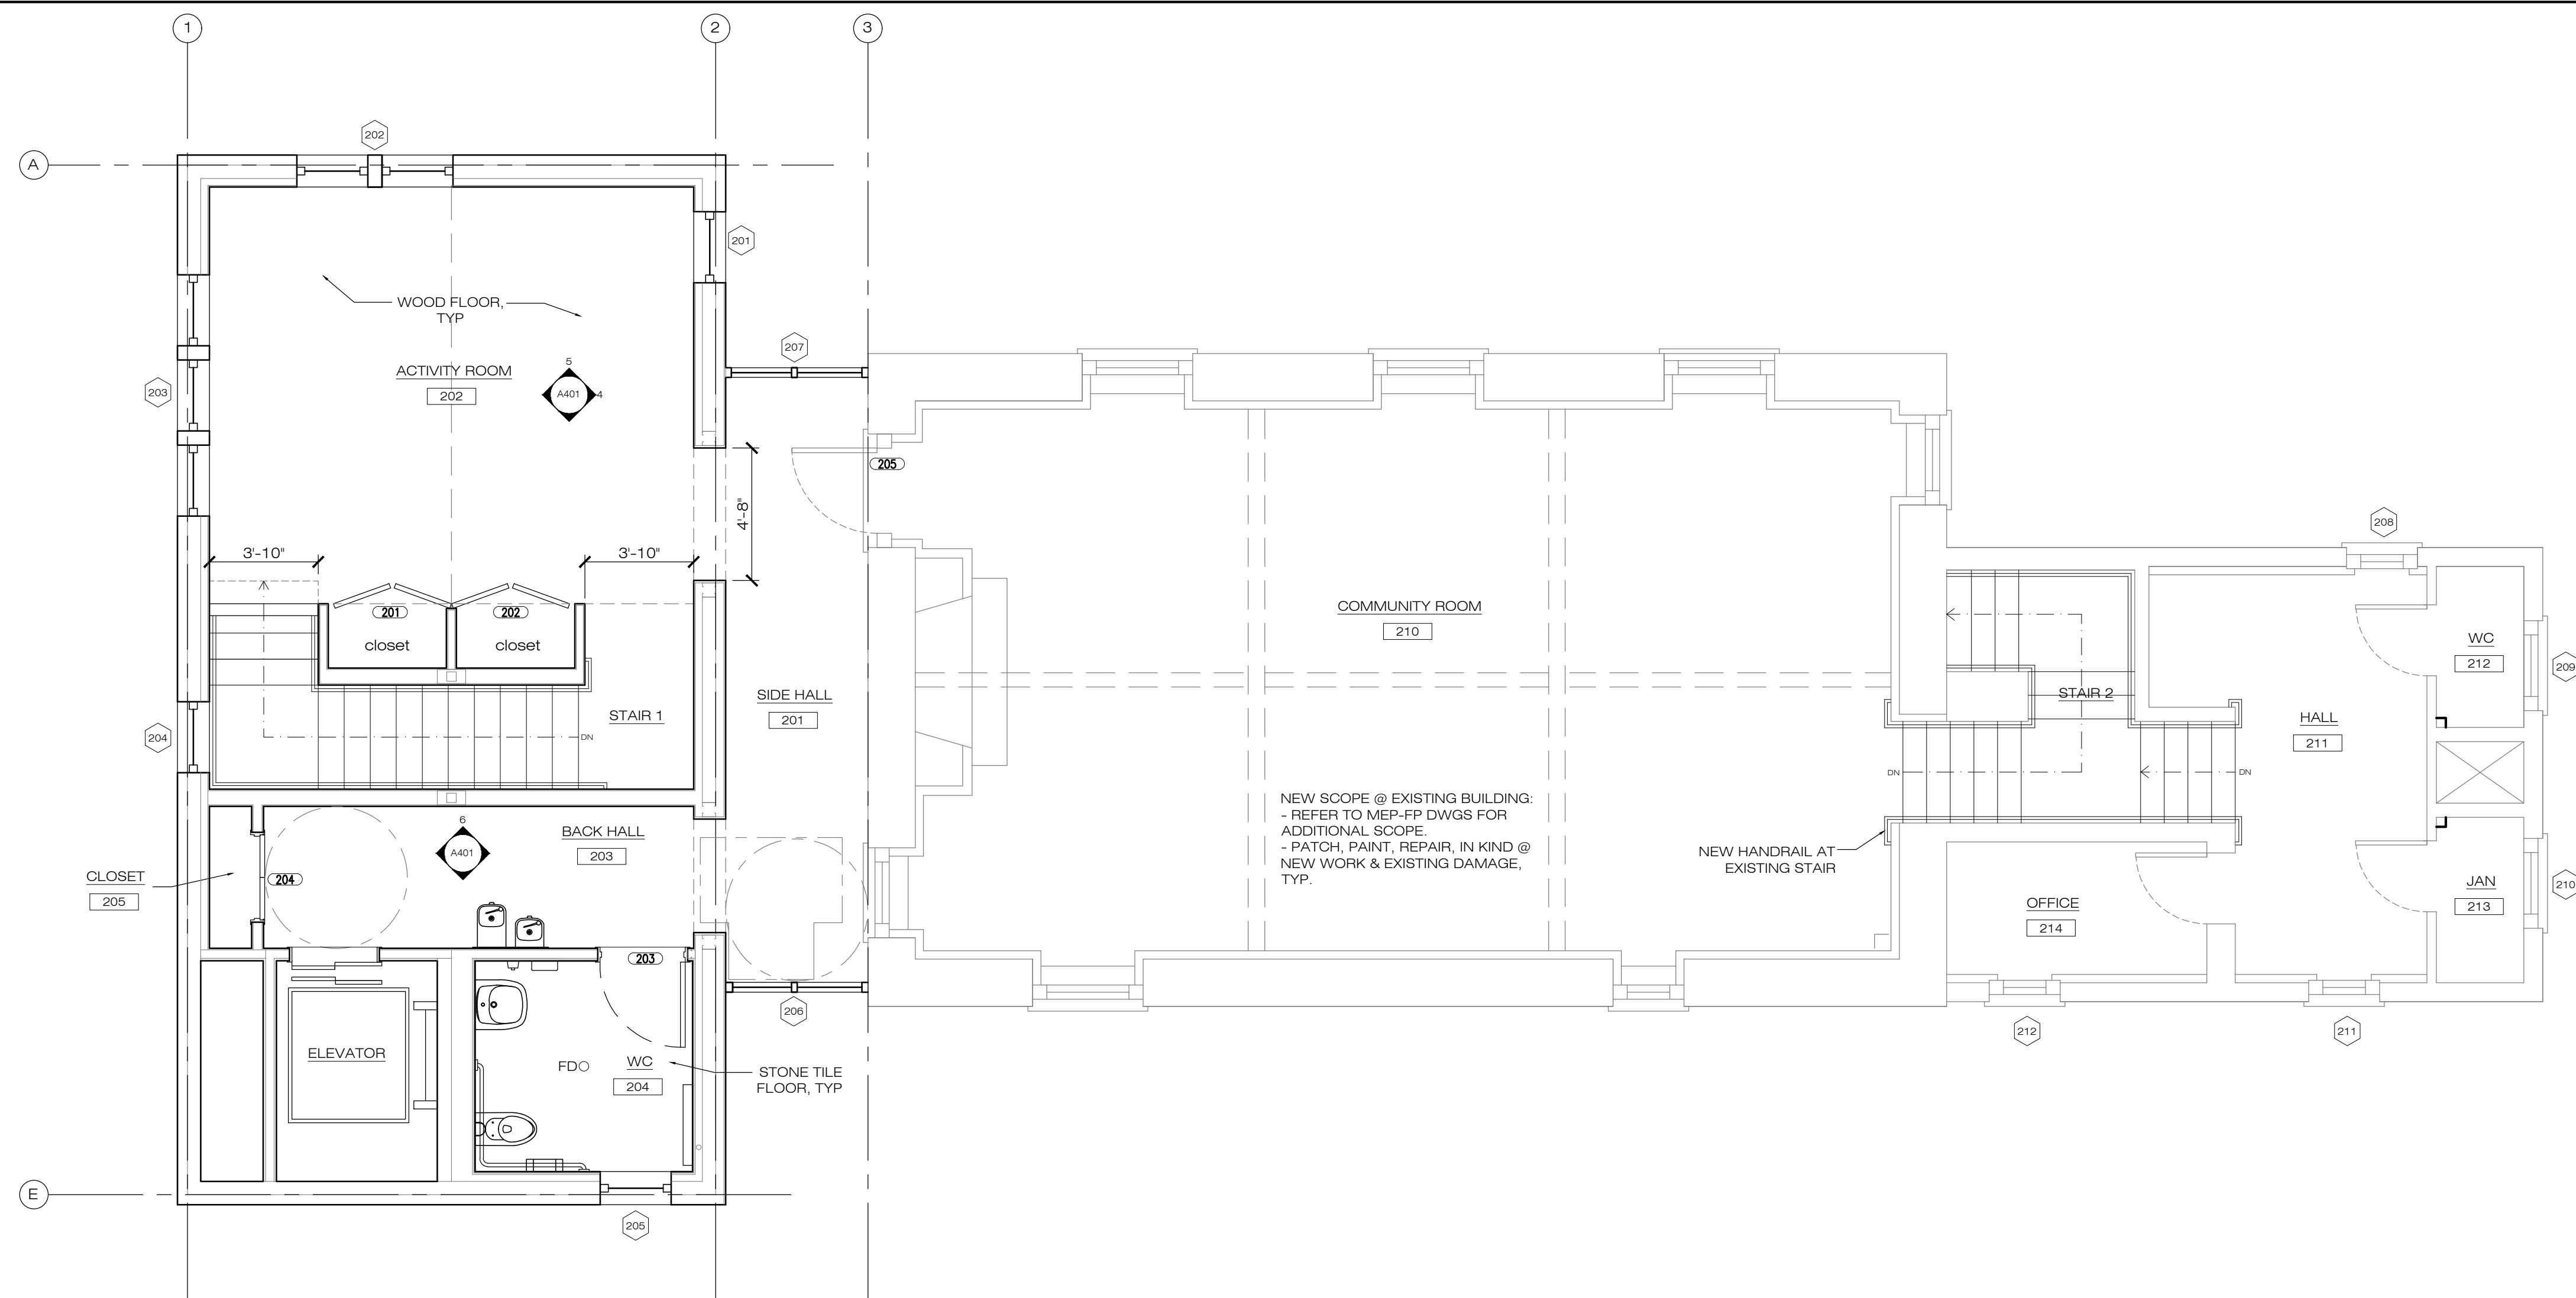 1
2
3
202
A
201
WOOD FLOOR,
TYP
207
5
ACTIVITY ROOM
202
A401
4
203
205
4'-8"
208
3'-10"
3'-10"
201
202
closet
closet
COMMUNITY ROOM
210
WC
212
209
SIDE HALL
201
STAIR 1
STAIR 2
HALL
211
204
DN
DN
DN
NEW SCOPE @ EXISTING BUILDING:
- REFER TO MEP-FP DWGS FOR
ADDITIONAL SCOPE.
- PATCH, PAINT, REPAIR, IN KIND @
NEW WORK & EXISTING DAMAGE,
TYP.
6
A401
BACK HALL
203
NEW HANDRAIL AT
EXISTING STAIR
CLOSET
205
204
JAN
213
210
OFFICE
214
203
206
212
211
ELEVATOR
FD
WC
204
STONE TILE
FLOOR, TYP
E
205